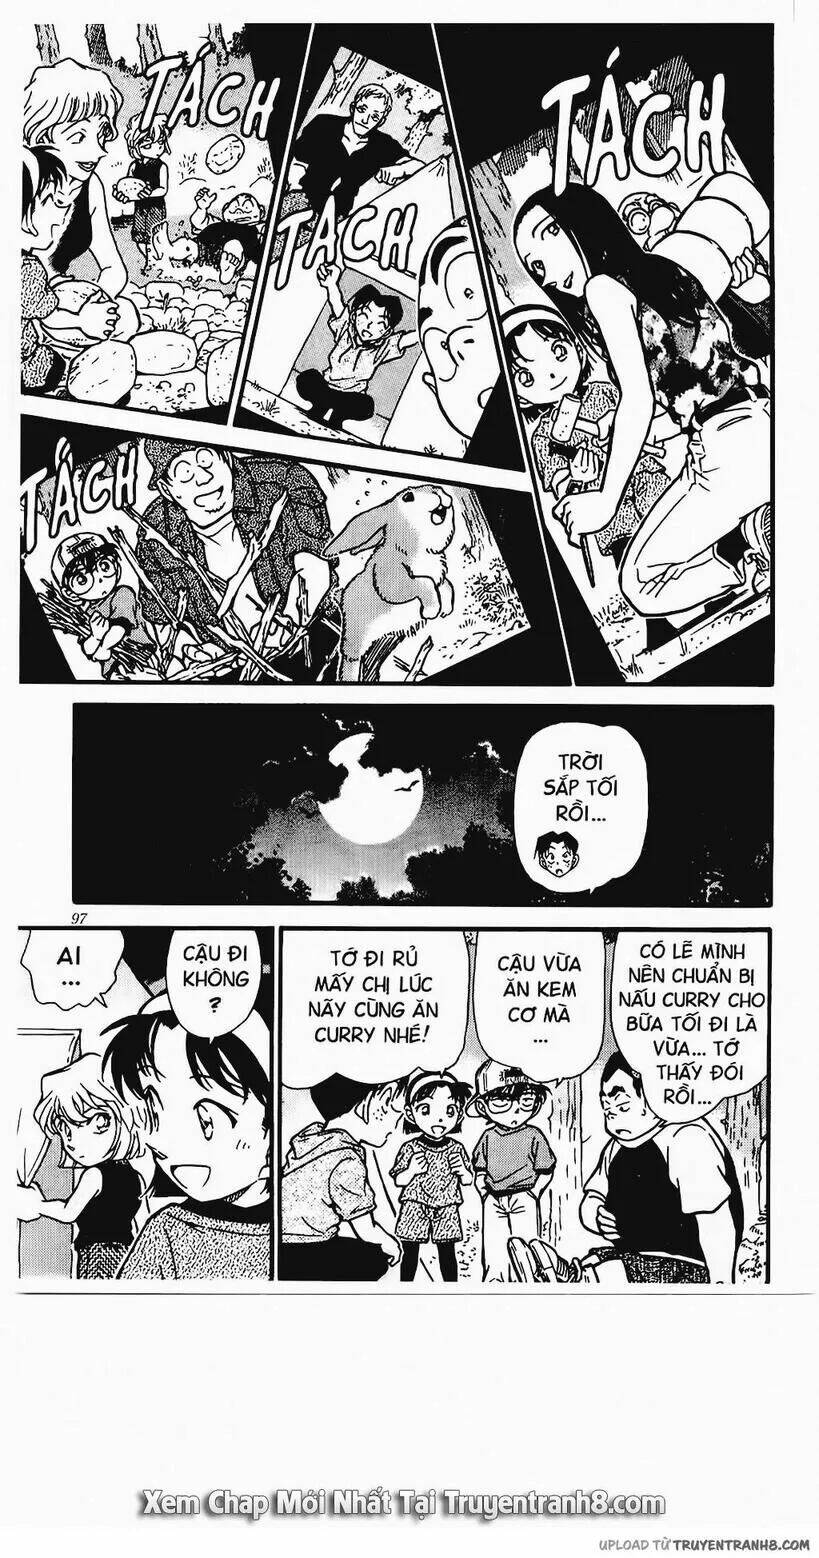 TÁCH
TÁCH
TÁCH
TÁCH
TRỜI
SẮP TỐI
RỒI...
97
AI
...
CẬU ĐI
KHÔNG
?
TỚ ĐI RỦ
MẤY CHỊ LÚC
NÃY CÙNG ĂN
CURRY NHÉ!
CẬU VỪA
ĂN KEM
CƠ MÀ
...
CÓ LẼ MÌNH
NÊN CHUẨN BỊ
NẤU CURRY CHO
BỮA TỐI ĐI LÀ
VỪA... TỚ
THẤY ĐÓI
RỒI...
Xem Chap Mới Nhất Tại Truyentranh8.com
UPLOAD TỪ TRUYENTRANH8.COM